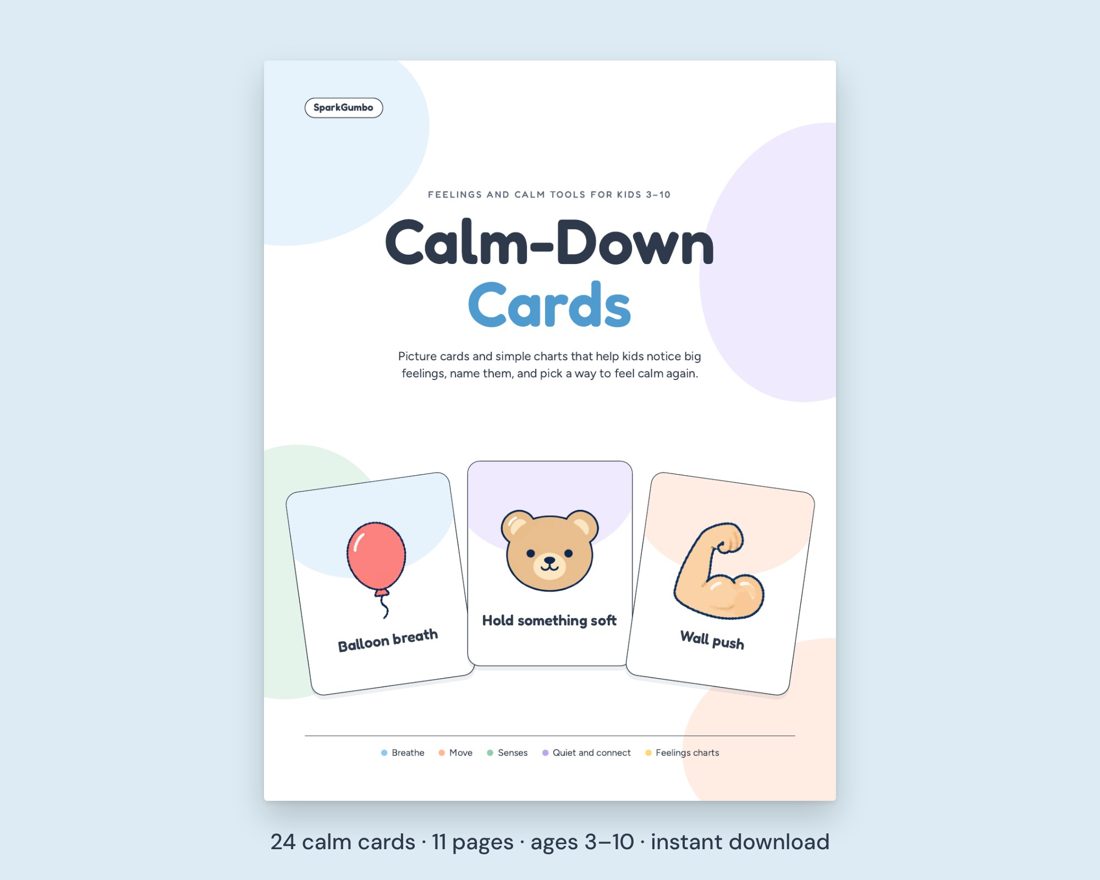 SparkGumbo
FEELINGS AND CALM TOOLS FOR KIDS 3–10
Calm-Down
Cards
Picture cards and simple charts that help kids notice big
feelings, name them, and pick a way to feel calm again.
Balloon breath
Hold something soft
Wall push
Breathe
Move
Senses
Quiet and connect
Feelings charts
24 calm cards · 11 pages · ages 3–10 · instant download